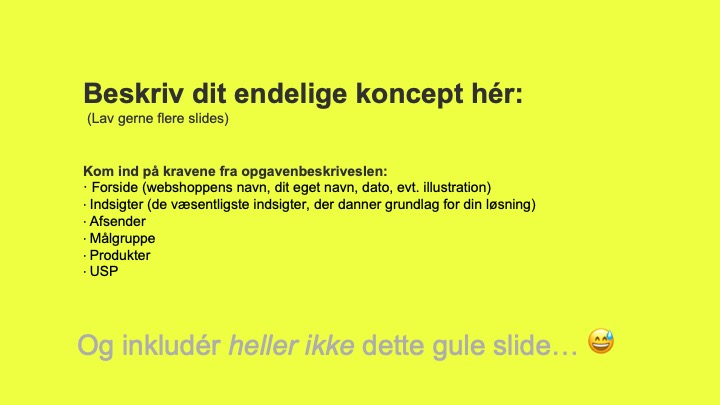 Beskriv dit endelige koncept hér:
(Lav gerne flere slides)
Kom ind på kravene fra opgavenbeskriveslen:
· Forside (webshoppens navn, dit eget navn, dato, evt. illustration)
· Indsigter (de væsentligste indsigter, der danner grundlag for din løsning)
· Afsender
· Målgruppe
· Produkter
· USP
Og inkludér heller ikke dette gule slide… 😅